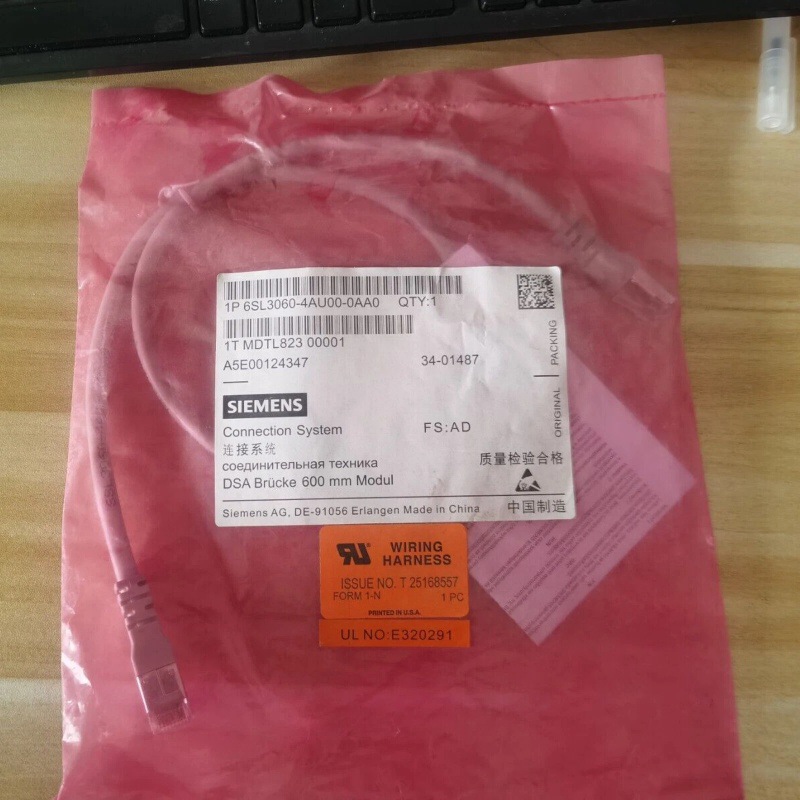 1P 6SL3060-4AU00-0AA0 QTY:1
1T MDTL823 00001
A5E00124347 34-01487
ORIGINAL PACKING
SIEMENS
Connection System FS:AD
连接系统
соединительная техника 质量检验合格
DSA Brücke 600 mm Modul
Siemens AG, DE-91056 Erlangen Made in China 中国制造
WIRING
HARNESS
ISSUE NO. T 25168557
FORM 1-N 1 PC
PRINTED IN U.S.A.
UL NO:E320291